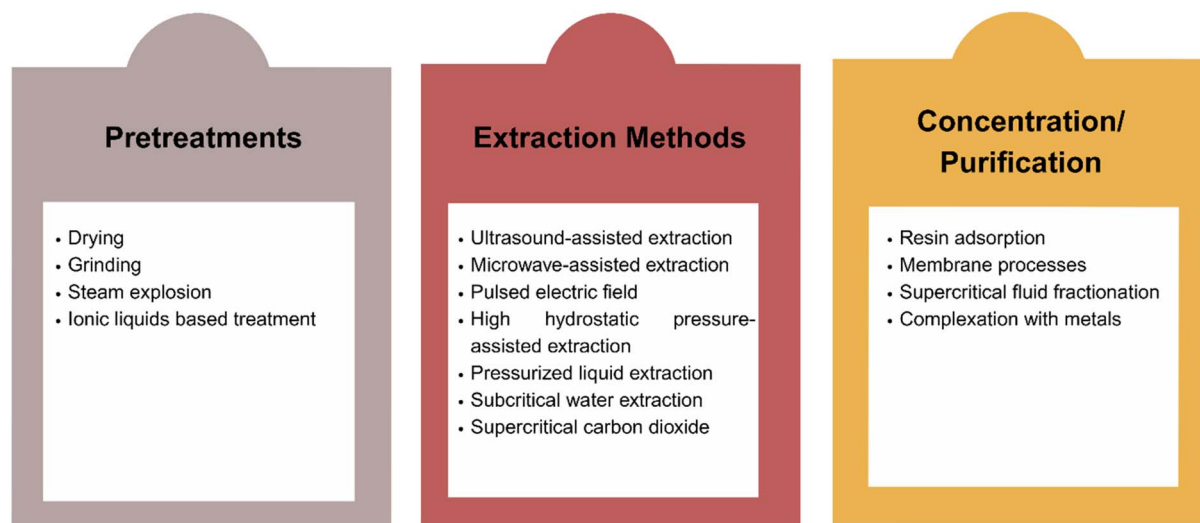 Pretreatments
• Drying
• Grinding
• Steam explosion
• Ionic liquids based treatment
Extraction Methods
• Ultrasound-assisted extraction
• Microwave-assisted extraction
• Pulsed electric field
• High hydrostatic pressure-
assisted extraction
• Pressurized liquid extraction
• Subcritical water extraction
• Supercritical carbon dioxide
Concentration/
Purification
• Resin adsorption
• Membrane processes
• Supercritical fluid fractionation
• Complexation with metals